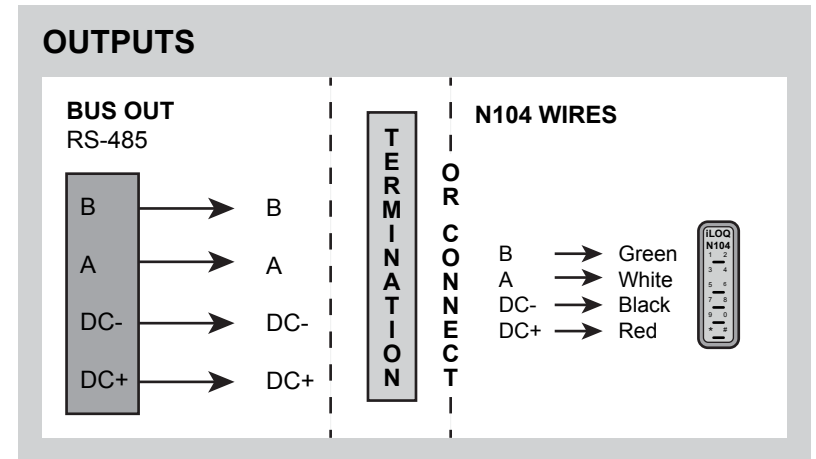 OUTPUTS
BUS OUT
RS-485
B B
A A
DC- DC-
DC+ DC+
TERMINATION
OR CONNECT
N104 WIRES
B Green
A White
DC- Black
DC+ Red
iLOQ
N104
1 2
3 4
5 6
7 8
9 0
* #